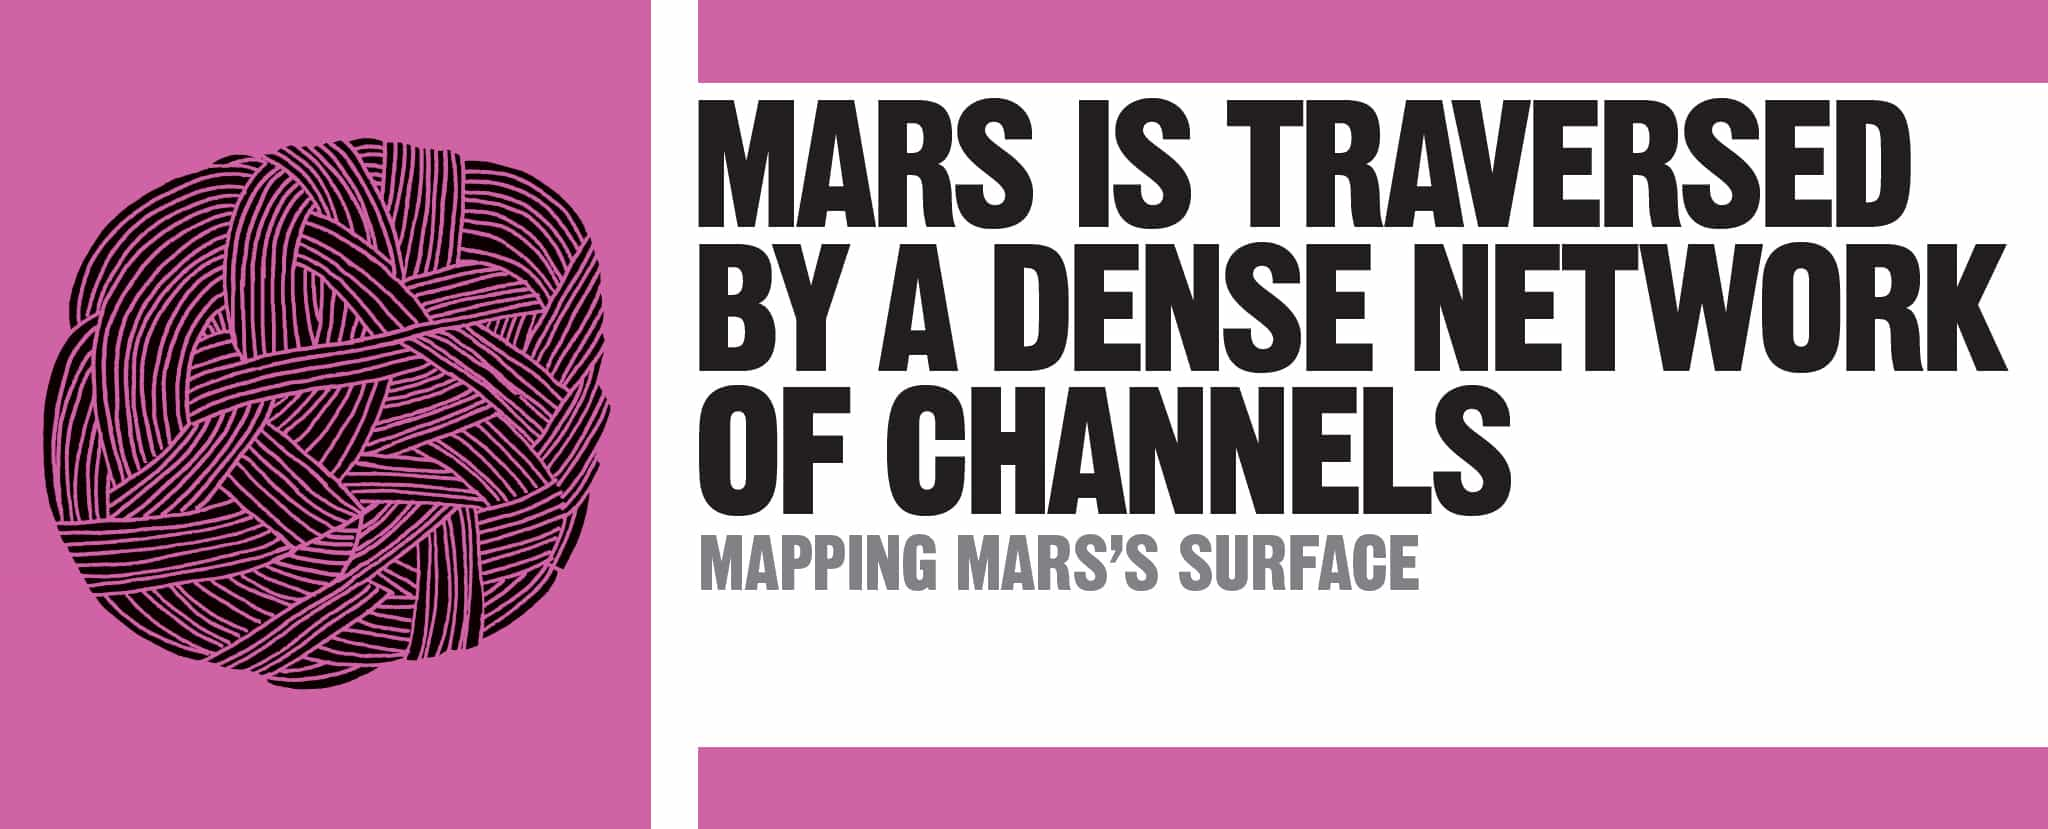 MARS IS TRAVERSED
BY A DENSE NETWORK
OF CHANNELS
MAPPING MARS’S SURFACE